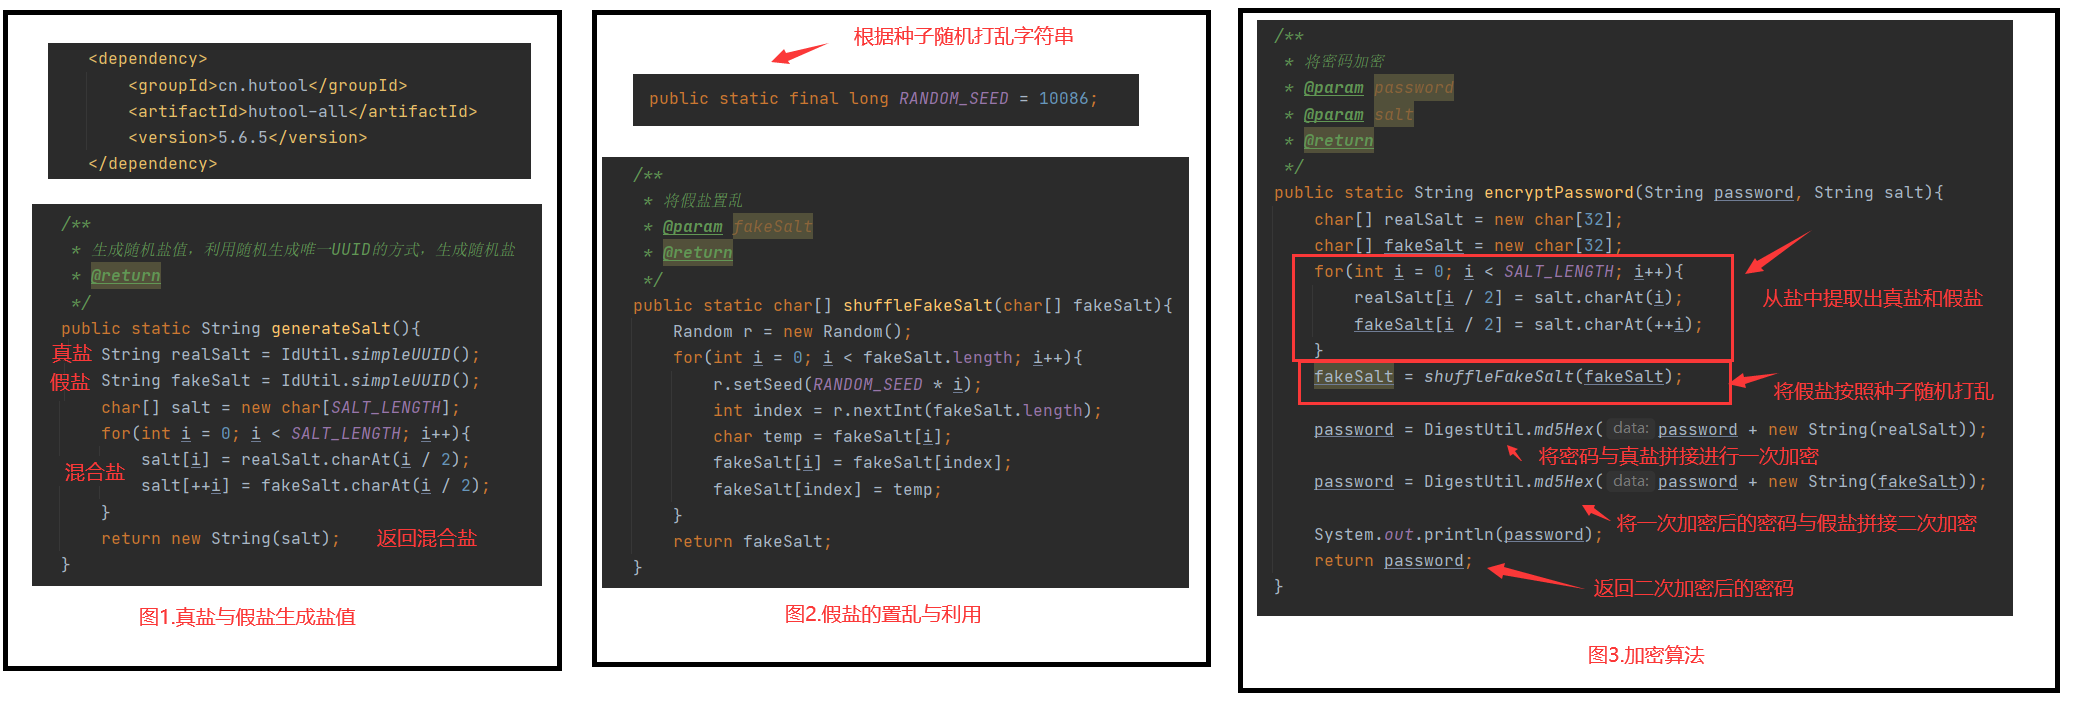 <dependency>
<groupId>cn.hutool</groupId>
<artifactId>hutool-all</artifactId>
<version>5.6.5</version>
</dependency>
/**
* 生成随机盐值，利用随机生成唯一UUID的方式，生成随机盐
* @return
*/
public static String generateSalt(){
真盐 String realSalt = IdUtil.simpleUUID();
假盐 String fakeSalt = IdUtil.simpleUUID();
char[] salt = new char[SALT_LENGTH];
for(int i = 0; i < SALT_LENGTH; i++){
salt[i] = realSalt.charAt(i / 2);
混合盐
salt[++i] = fakeSalt.charAt(i / 2);
}
return new String(salt); 返回混合盐
}
图1.真盐与假盐生成盐值
根据种子随机打乱字符串
public static final long RANDOM_SEED = 10086;
/**
* 将假盐置乱
* @param fakeSalt
* @return
*/
public static char[] shuffleFakeSalt(char[] fakeSalt){
Random r = new Random();
for(int i = 0; i < fakeSalt.length; i++){
r.setSeed(RANDOM_SEED * i);
int index = r.nextInt(fakeSalt.length);
char temp = fakeSalt[i];
fakeSalt[i] = fakeSalt[index];
fakeSalt[index] = temp;
}
return fakeSalt;
}
图2.假盐的置乱与利用
/**
* 将密码加密
* @param password
* @param salt
* @return
*/
public static String encryptPassword(String password, String salt){
char[] realSalt = new char[32];
char[] fakeSalt = new char[32];
for(int i = 0; i < SALT_LENGTH; i++){
realSalt[i / 2] = salt.charAt(i);
从盐中提取出真盐和假盐
fakeSalt[i / 2] = salt.charAt(++i);
}
fakeSalt = shuffleFakeSalt(fakeSalt);
将假盐按照种子随机打乱
password = DigestUtil.md5Hex( data: password + new String(realSalt));
将密码与真盐拼接进行一次加密
password = DigestUtil.md5Hex( data: password + new String(fakeSalt));
将一次加密后的密码与假盐拼接二次加密
System.out.println(password);
return password;
返回二次加密后的密码
}
图3.加密算法